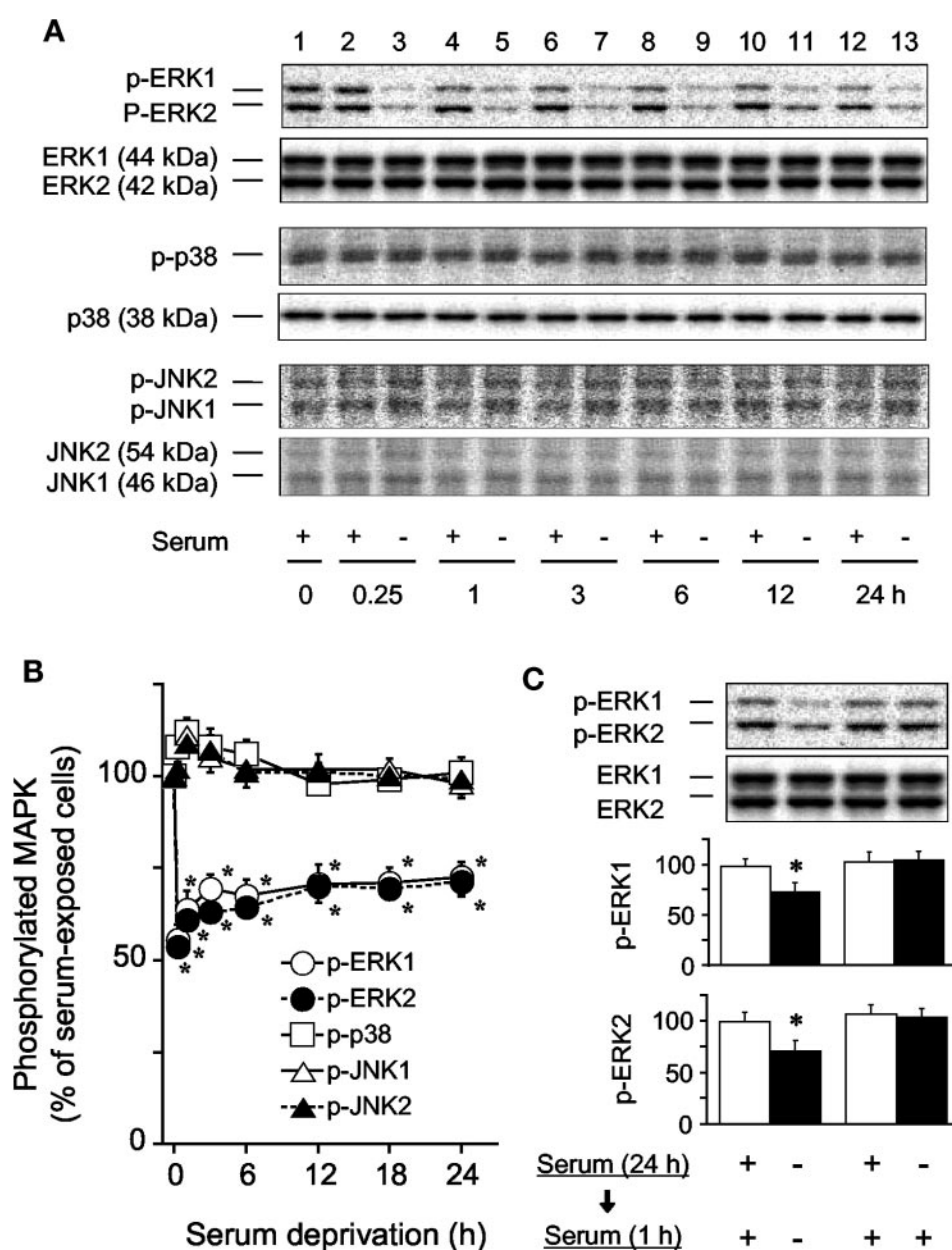 A
1 2 3 4 5 6 7 8 9 10 11 12 13
p-ERK1
P-ERK2
ERK1 (44 kDa)
ERK2 (42 kDa)
p-p38
p38 (38 kDa)
p-JNK2
p-JNK1
JNK2 (54 kDa)
JNK1 (46 kDa)
Serum + + - + - + - + - + - + -
0 0.25 1 3 6 12 24 h
B
Phosphorylated MAPK
(% of serum-exposed cells)
100
50
0
* * * * * *
* * * * * *
p-ERK1
p-ERK2
p-p38
p-JNK1
p-JNK2
0 6 12 18 24
Serum deprivation (h)
C
p-ERK1
p-ERK2
ERK1
ERK2
p-ERK1
100
50
0
*
p-ERK2
100
50
0
*
Serum (24 h) + - + -
Serum (1 h) + - + +